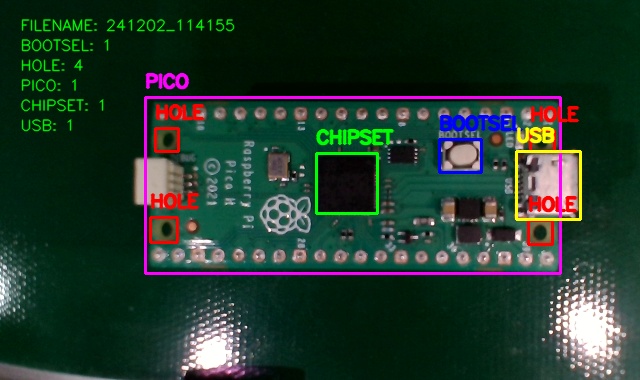 FILENAME: 241202_114155
BOOTSEL: 1
HOLE: 4
PICO: 1
CHIPSET: 1
USB: 1
PICO
HOLE
HOLE
CHIPSET
BOOTSEL
BOOTSEL
USB
USB
HOLE
HOLE
Raspberry Pi
Pico H
©2021